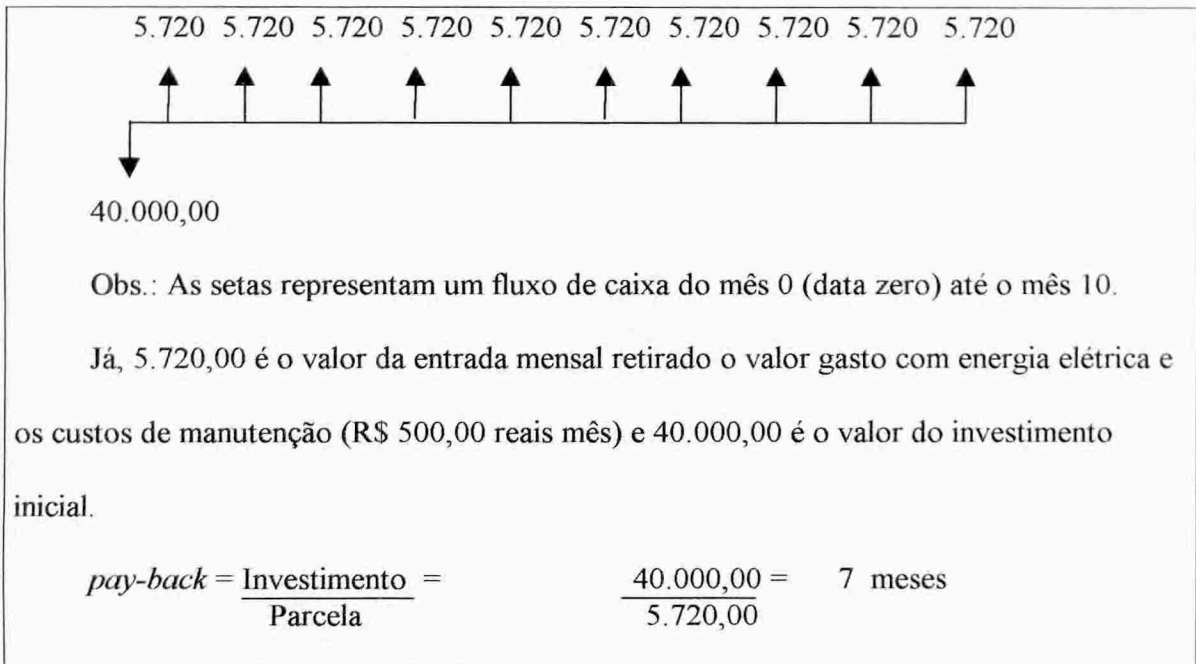 5.720 5.720 5.720 5.720 5.720 5.720 5.720 5.720 5.720 5.720
40.000,00
Obs.: As setas representam um fluxo de caixa do mês 0 (data zero) até o mês 10.
Já, 5.720,00 é o valor da entrada mensal retirado o valor gasto com energia elétrica e
os custos de manutenção (R$ 500,00 reais mês) e 40.000,00 é o valor do investimento
inicial.
pay-back = Investimento = 40.000,00 = 7 meses
Parcela 5.720,00